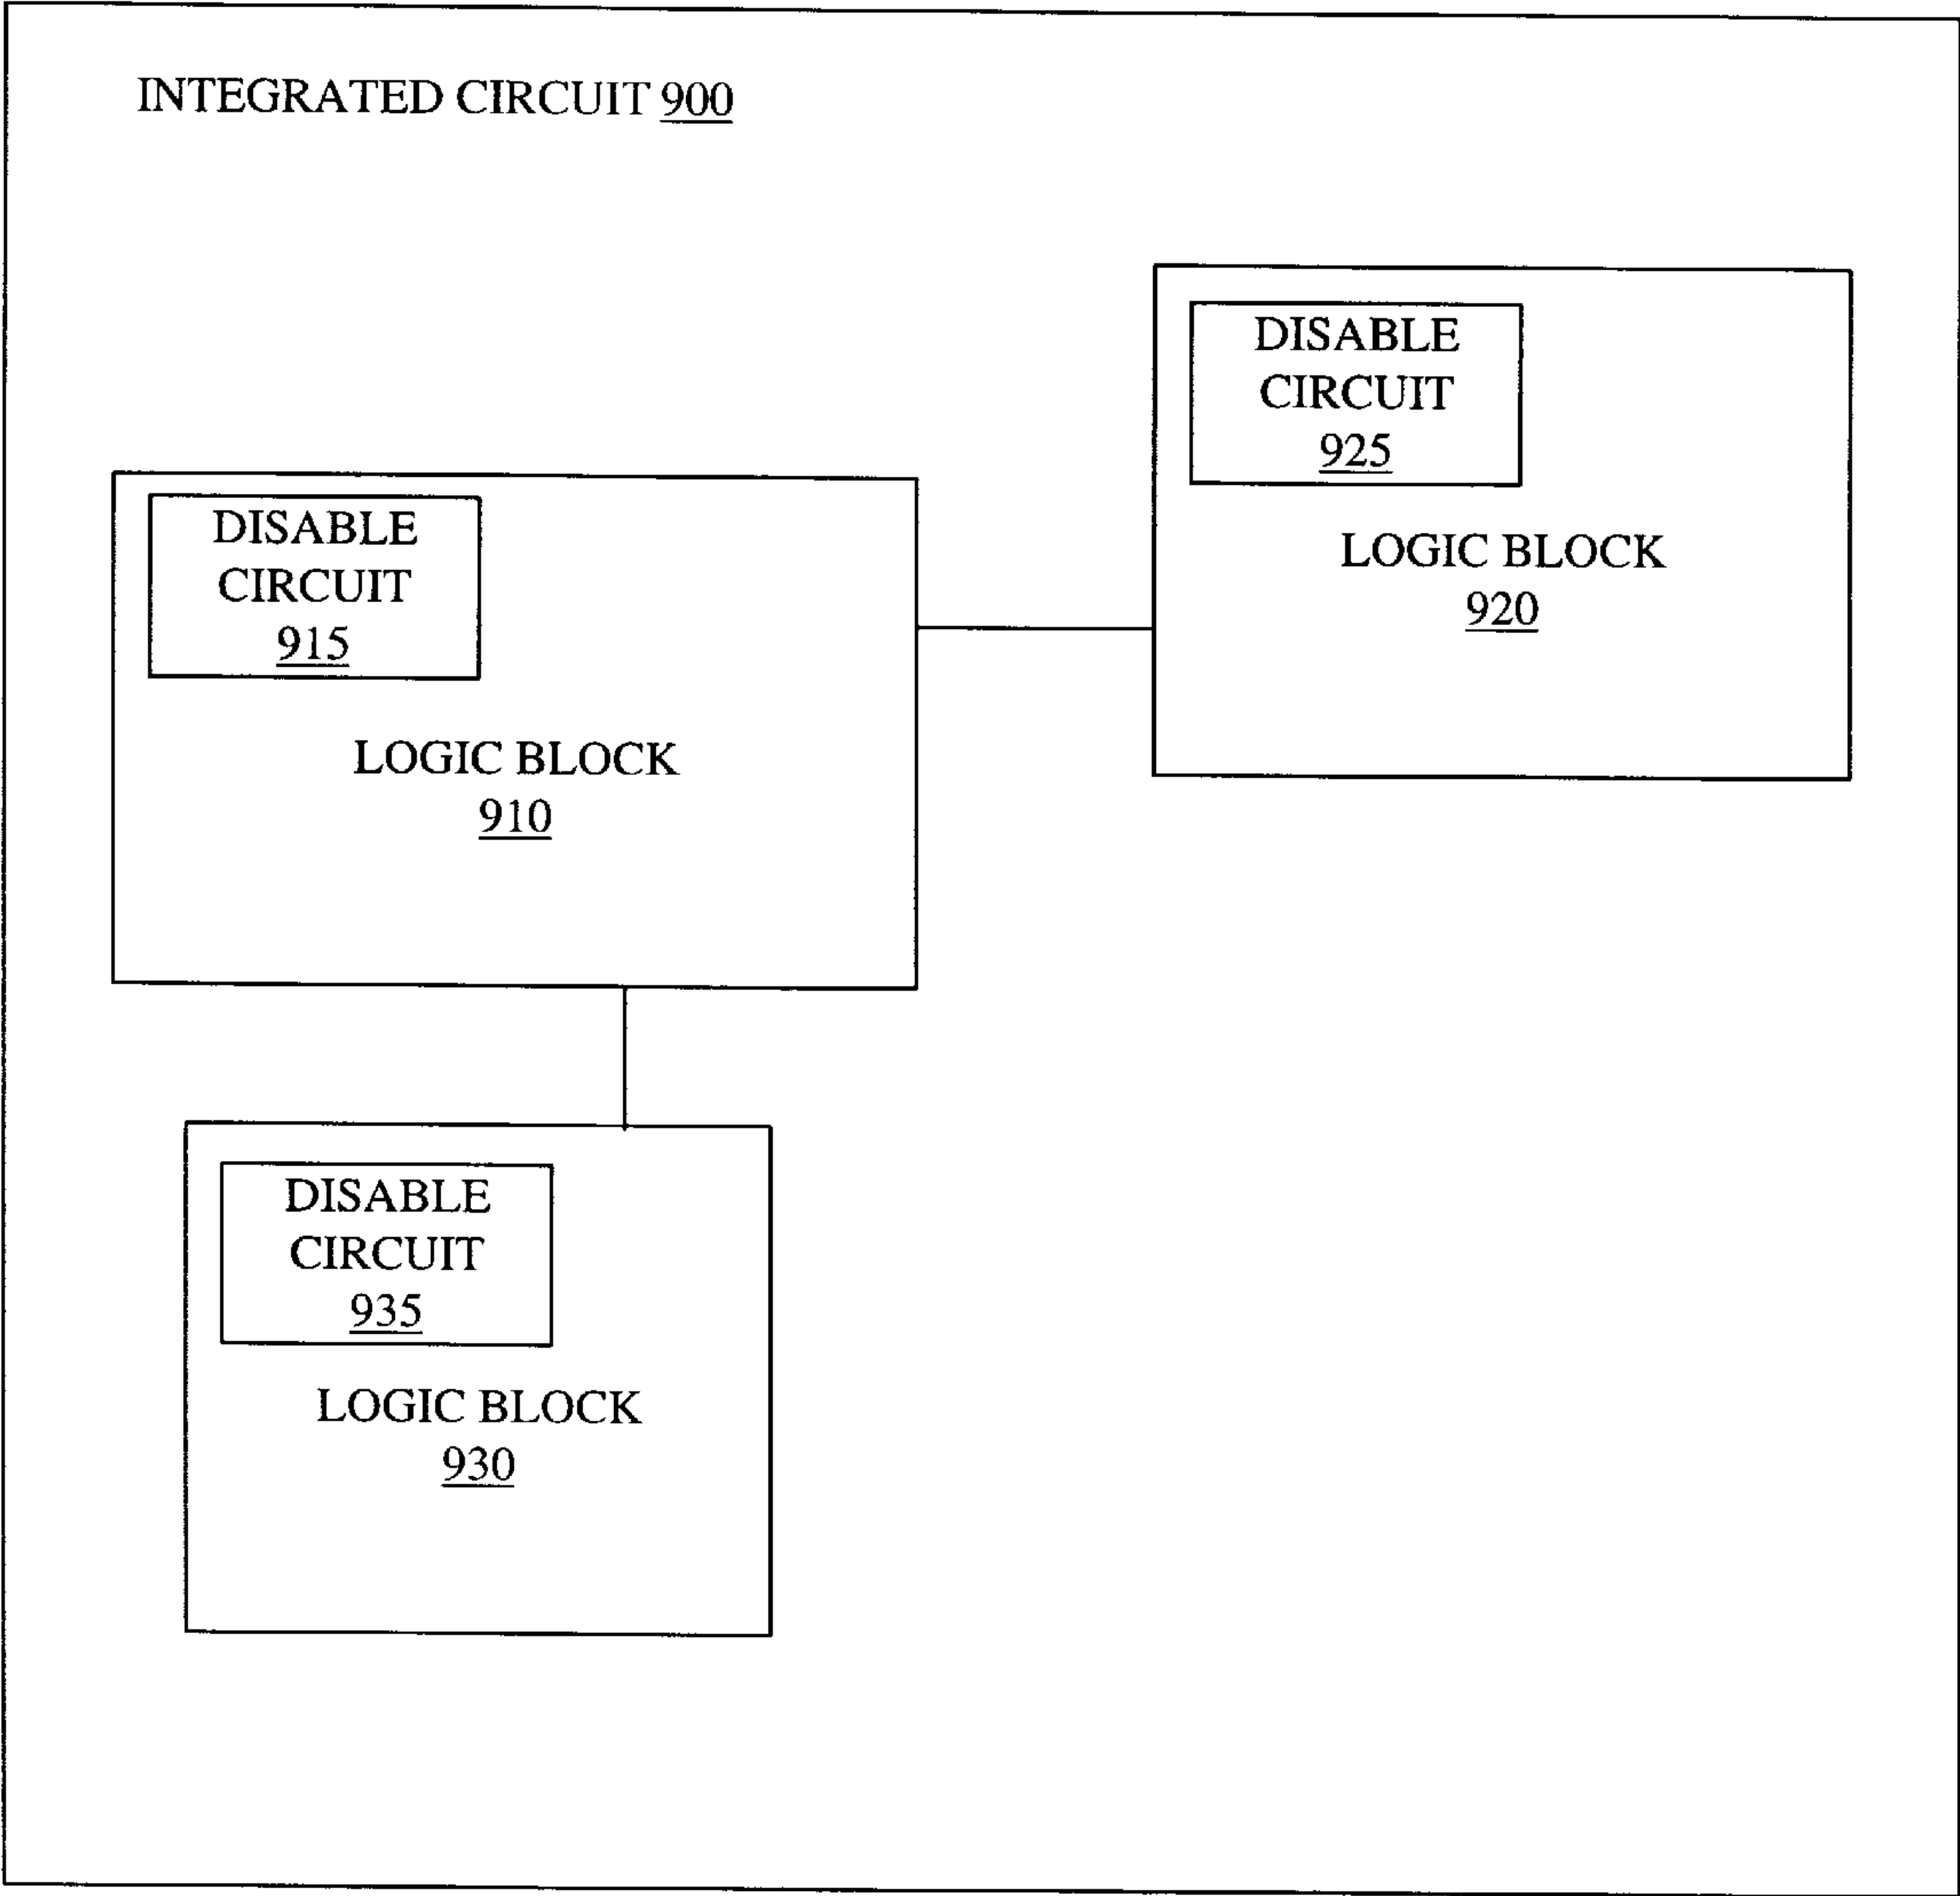 INTEGRATED CIRCUIT 900
DISABLE
CIRCUIT
925
LOGIC BLOCK
920
DISABLE
CIRCUIT
915
LOGIC BLOCK
910
DISABLE
CIRCUIT
935
LOGIC BLOCK
930